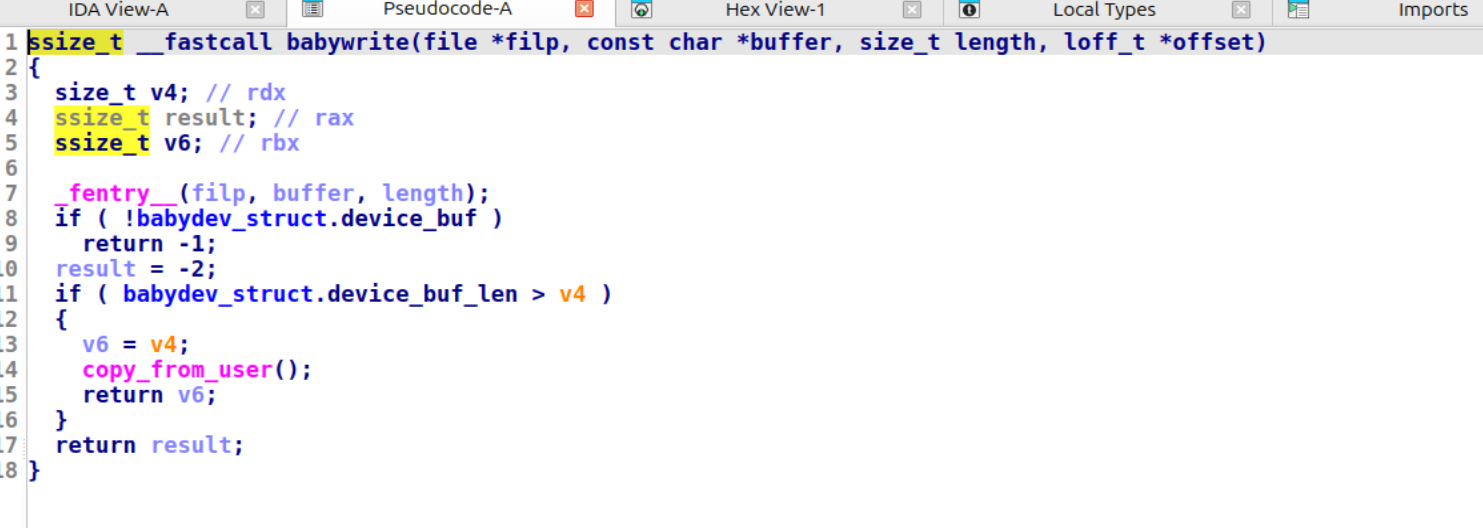 IDA View-A Pseudocode-A Hex View-1 Local Types Imports
1 ssize_t __fastcall babywrite(file *filp, const char *buffer, size_t length, loff_t *offset)
2 {
3 size_t v4; // rdx
4 ssize_t result; // rax
5 ssize_t v6; // rbx
6
7 _fentry__(filp, buffer, length);
8 if ( !babydev_struct.device_buf )
9 return -1;
10 result = -2;
11 if ( babydev_struct.device_buf_len > v4 )
12 {
13 v6 = v4;
14 copy_from_user();
15 return v6;
16 }
17 return result;
18 }